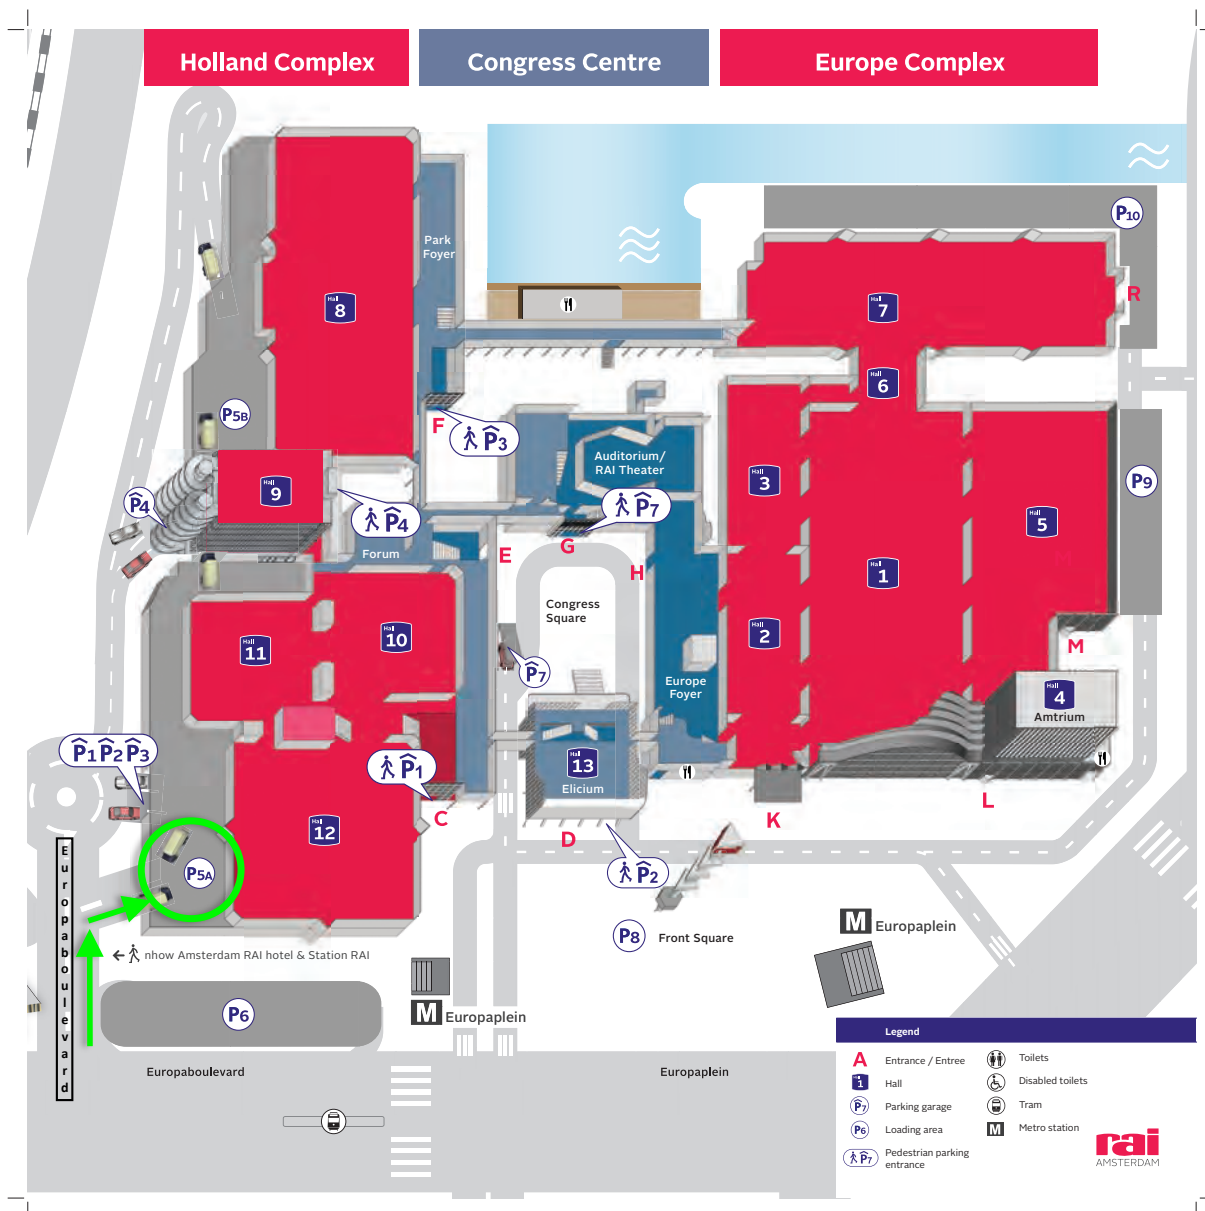 Holland Complex
Congress Centre
Europe Complex
P10
Park
Foyer
R
Hall
8
Hall
7
Hall
6
P5B
F
P3
Auditorium/
RAI Theater
Hall
3
Hall
9
P4
P9
P7
P4
Hall
5
Forum
E
G
H
M
Hall
1
Congress
Square
Hall
10
Hall
11
Hall
2
M
P7
Europe
Foyer
Hall
4
Amtrium
P1 P2 P3
P1
Hall
13
Elicium
C
D
K
L
Hall
12
Europaboulevard
P5A
P2
P8
Front Square
M Europaplein
nhow Amsterdam RAI hotel & Station RAI
P6
M Europaplein
Europaboulevard
Europaplein
Legend
A Entrance / Entree
Hall
1
Hall
P7 Parking garage
P6 Loading area
P7 Pedestrian parking
entrance
Toilets
Disabled toilets
Tram
M Metro station
rai
AMSTERDAM